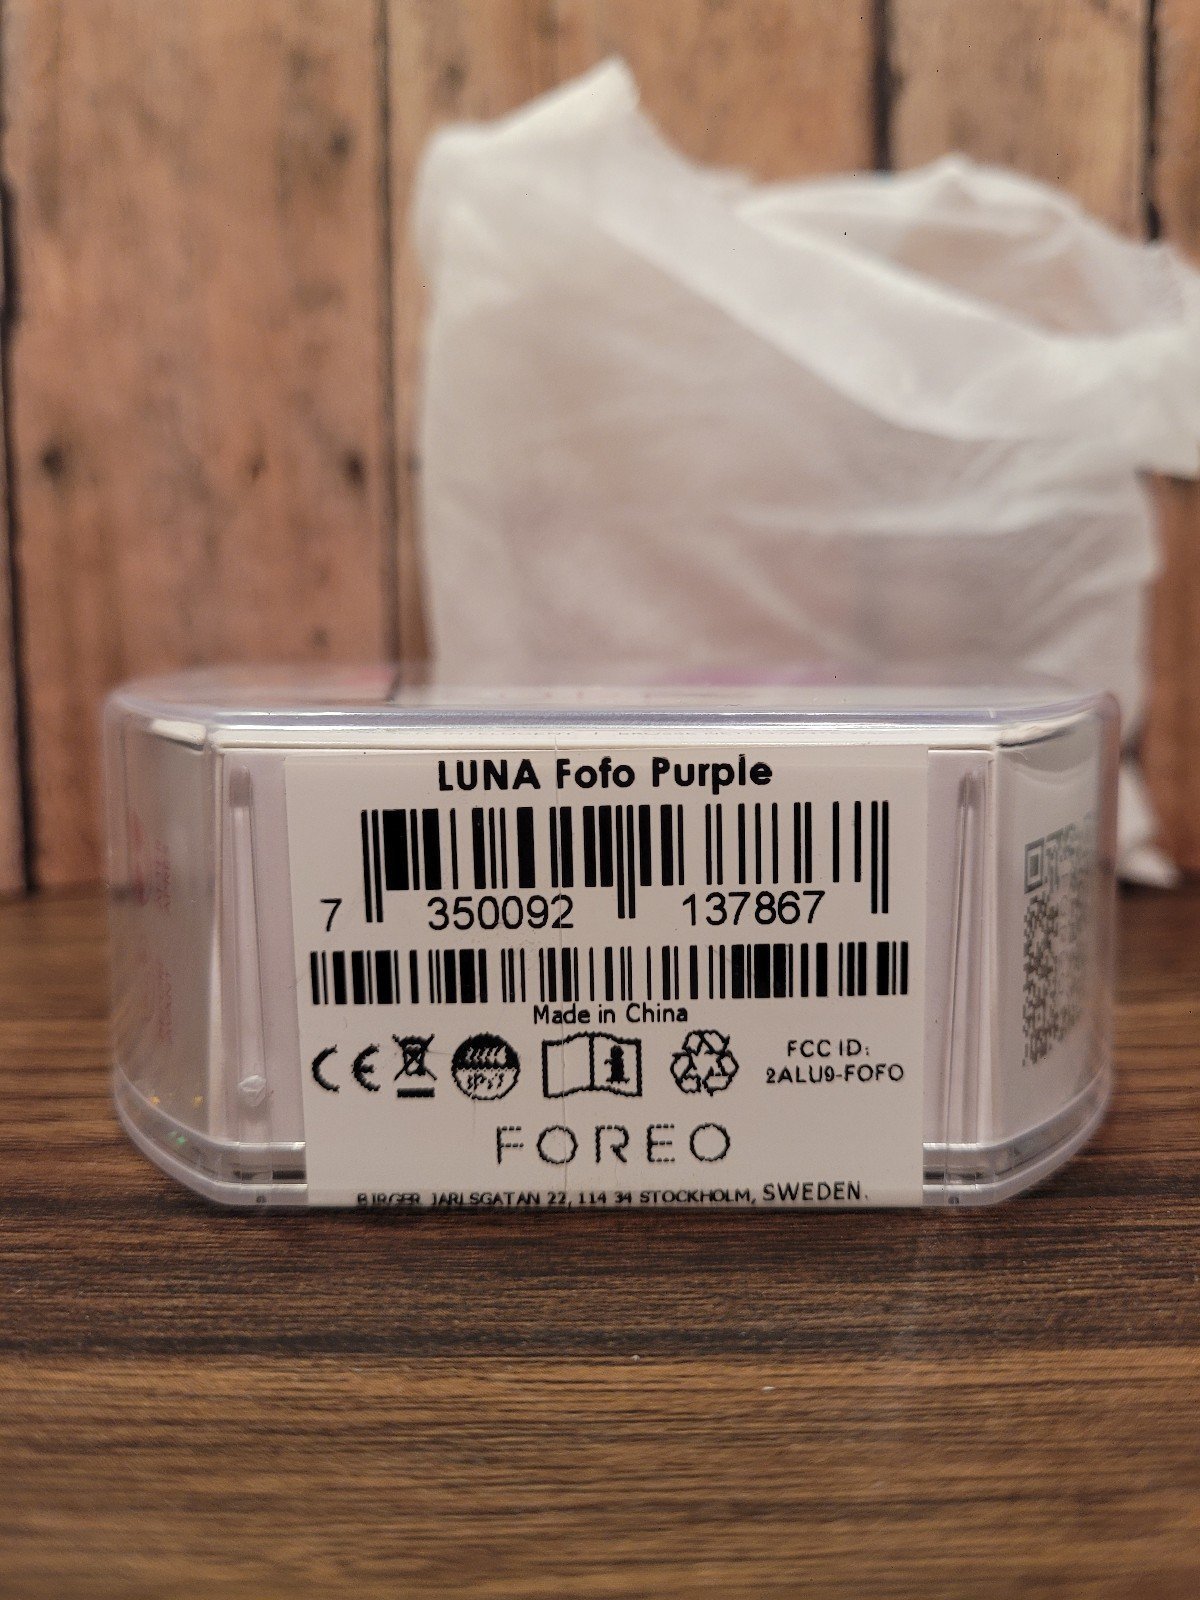 LUNA Fofo Purple
7 350092 137867
Made in China
CE
FCC ID:
2ALU9-FOFO
FOREO
BIRGER JARLSGATAN 22, 114 34 STOCKHOLM, SWEDEN.